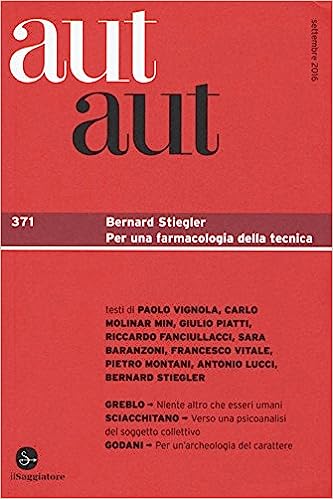 aut
aut
settembre 2016
371 Bernard Stiegler
Per una farmacologia della tecnica
testi di PAOLO VIGNOLA, CARLO
MOLINAR MIN, GIULIO PIATTI,
RICCARDO FANCIULLACCI, SARA
BARANZONI, FRANCESCO VITALE,
PIETRO MONTANI, ANTONIO LUCCI,
BERNARD STIEGLER
GREBLO → Niente altro che esseri umani
SCIACCHITANO → Verso una psicoanalisi
del soggetto collettivo
GODANI → Per un'archeologia del carattere
ilSaggiatore